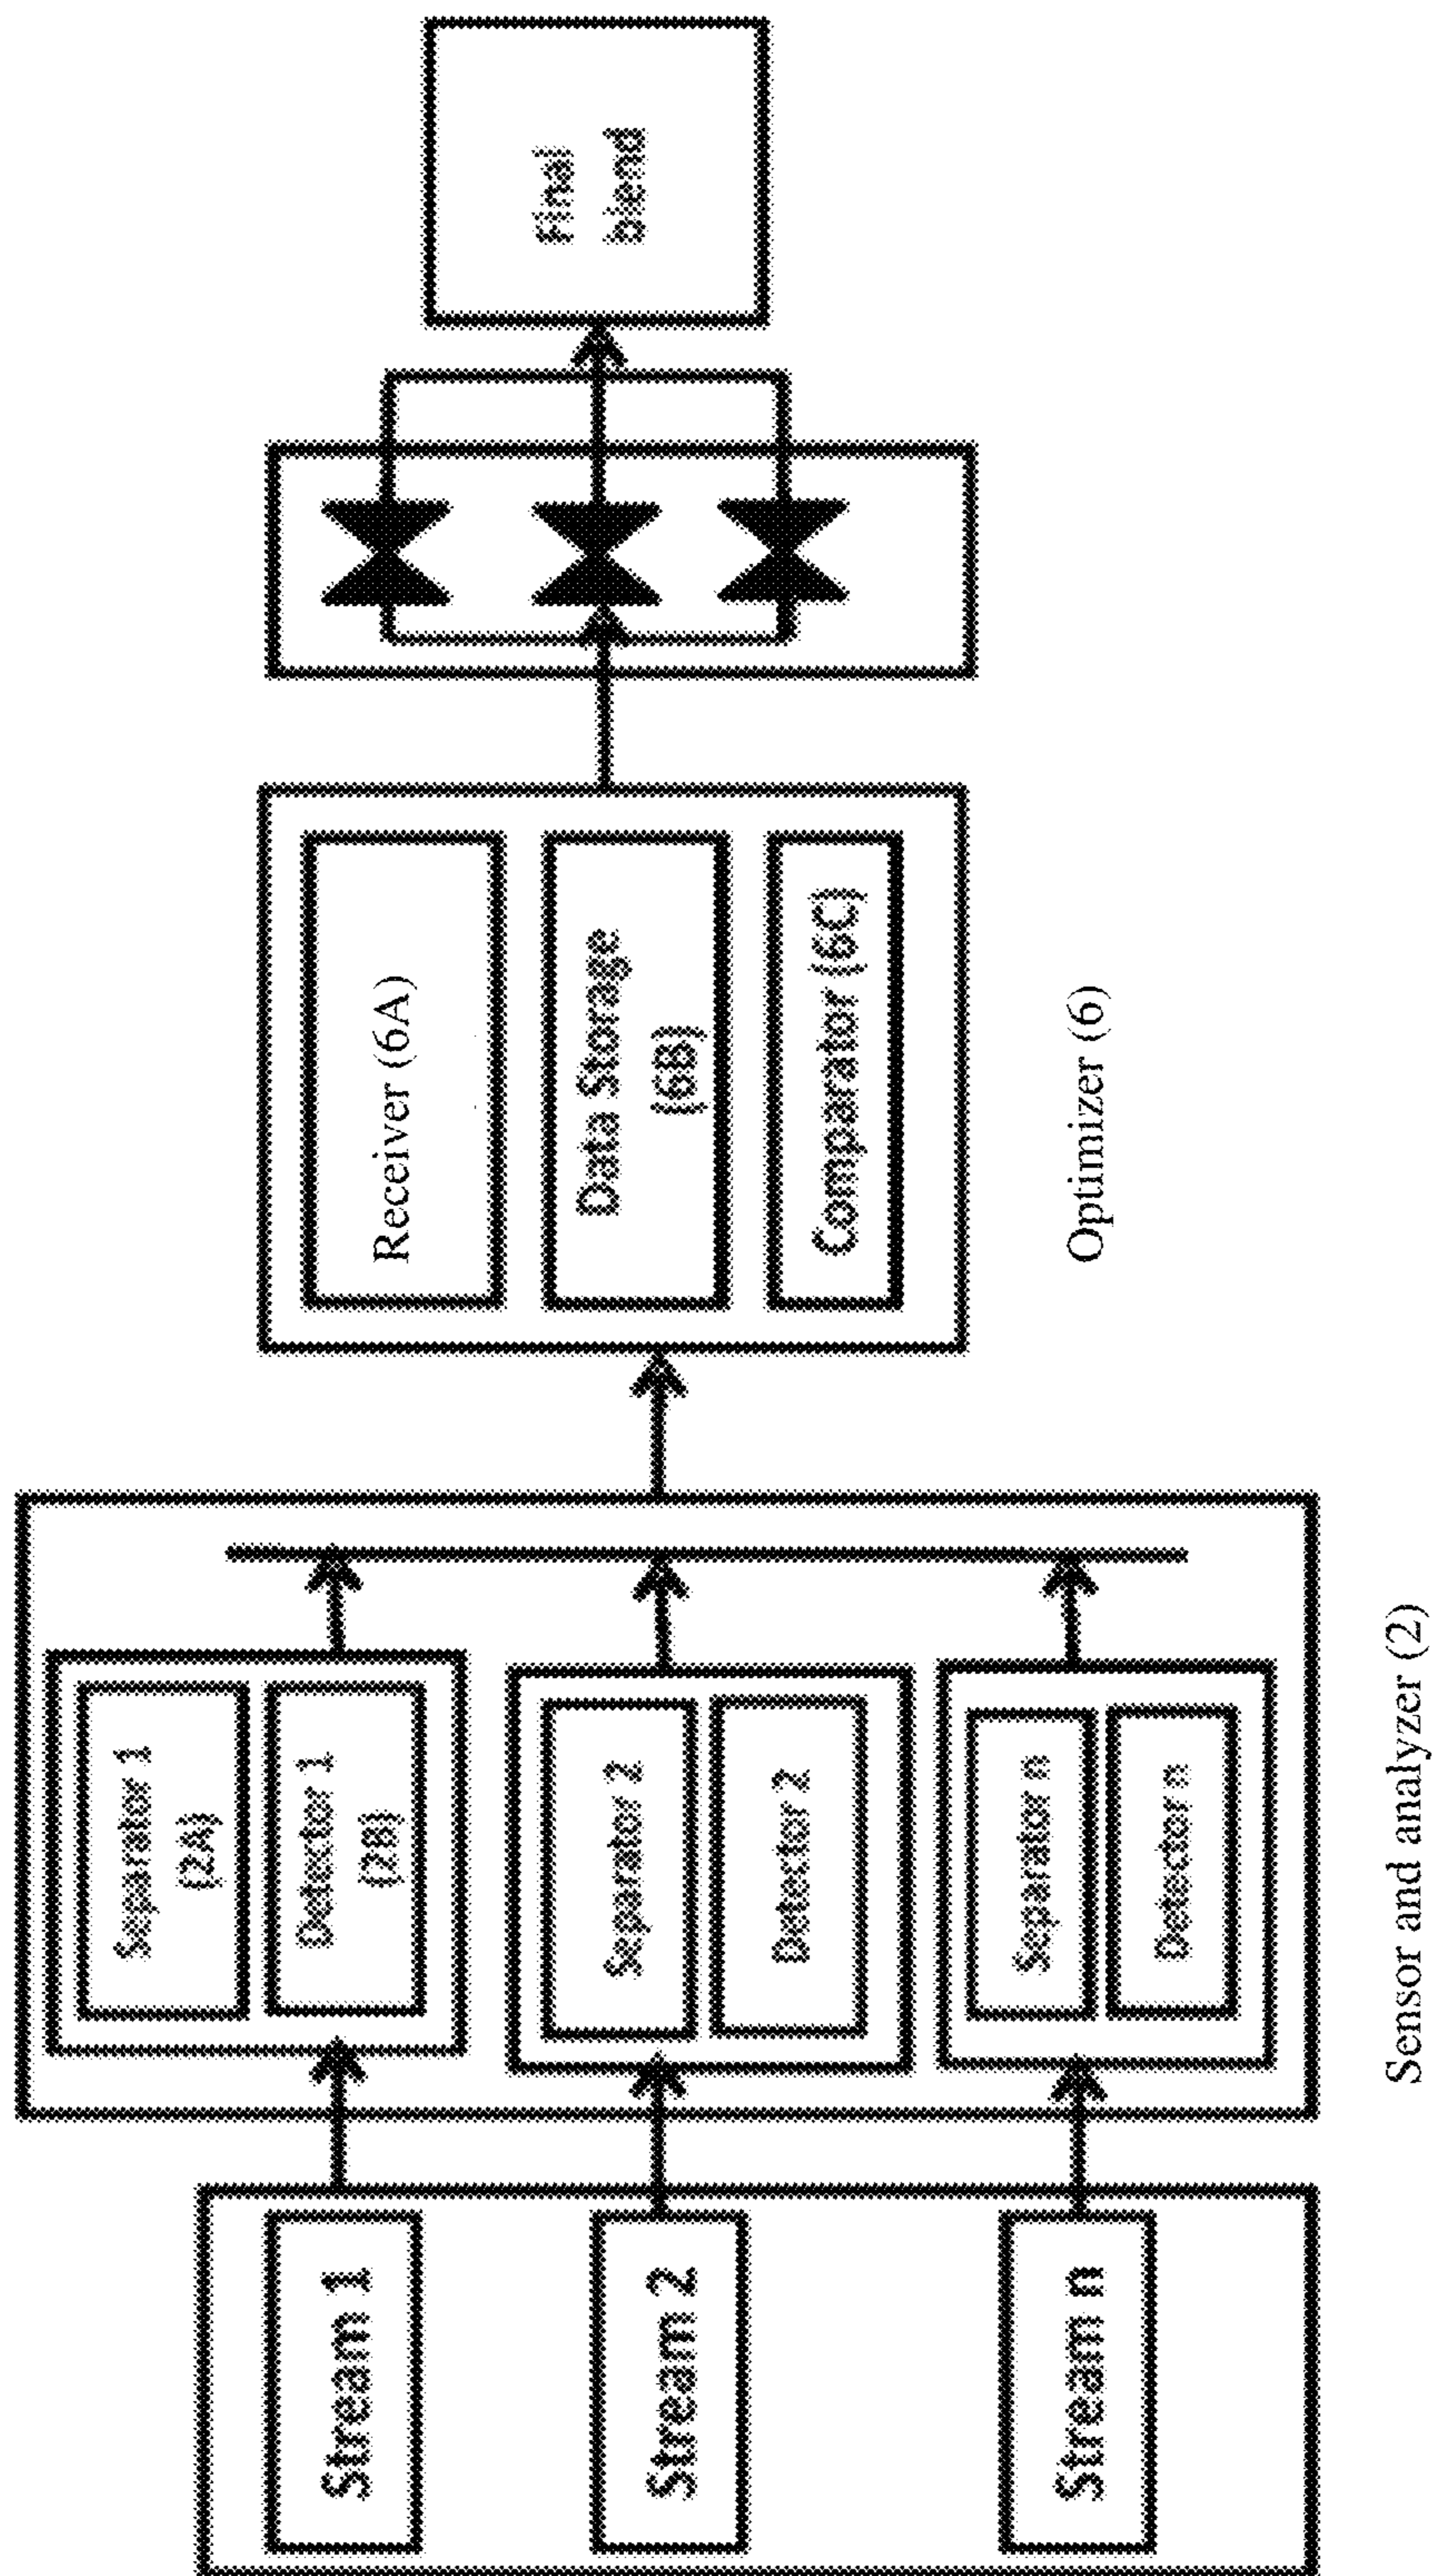 Stream 1
Stream 2
Stream n
Separator 1
(2A)
Detector 1
(2B)
Separator 2
Detector 2
Separator n
Detector n
Sensor and analyzer (2)
Receiver (6A)
Data Storage
(6B)
Comparator (6C)
Optimizer (6)
Final
blend